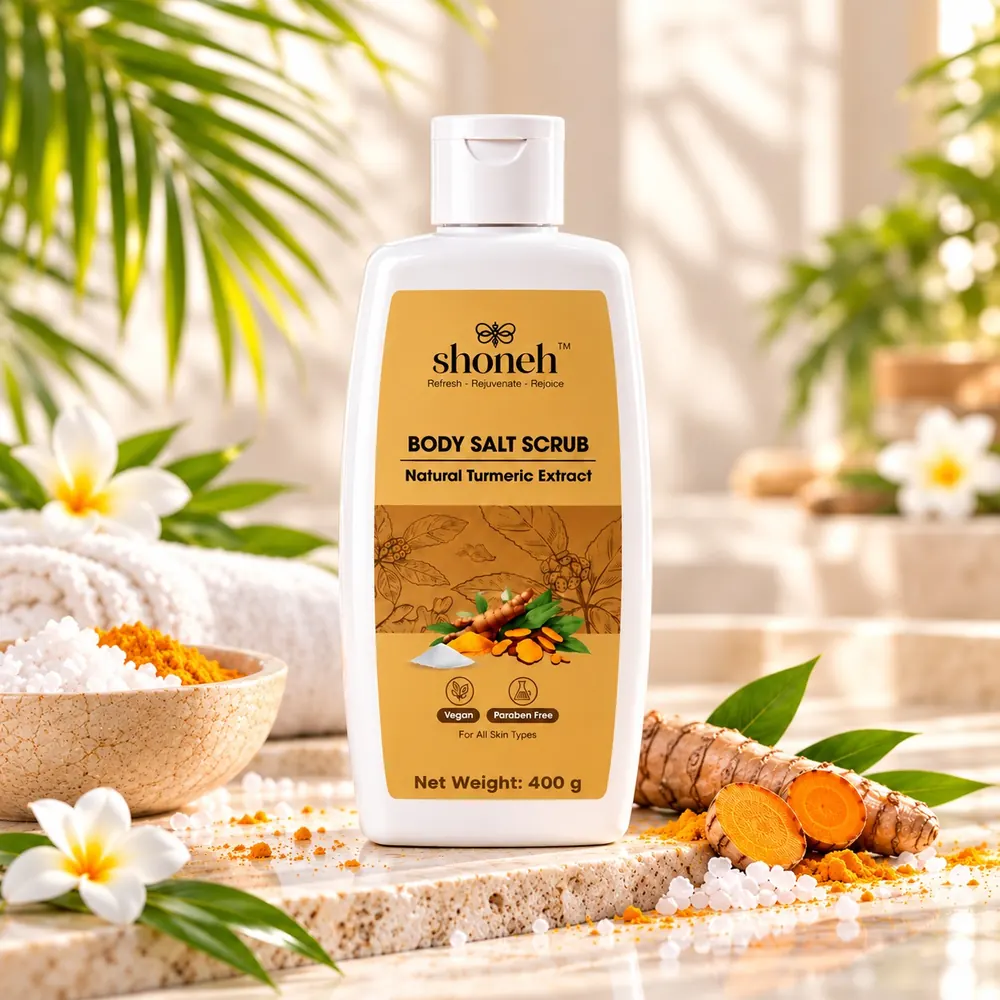 shoneh™
Refresh - Rejuvenate - Rejoice
BODY SALT SCRUB
Natural Turmeric Extract
Vegan
Paraben Free
For All Skin Types
Net Weight: 400 g